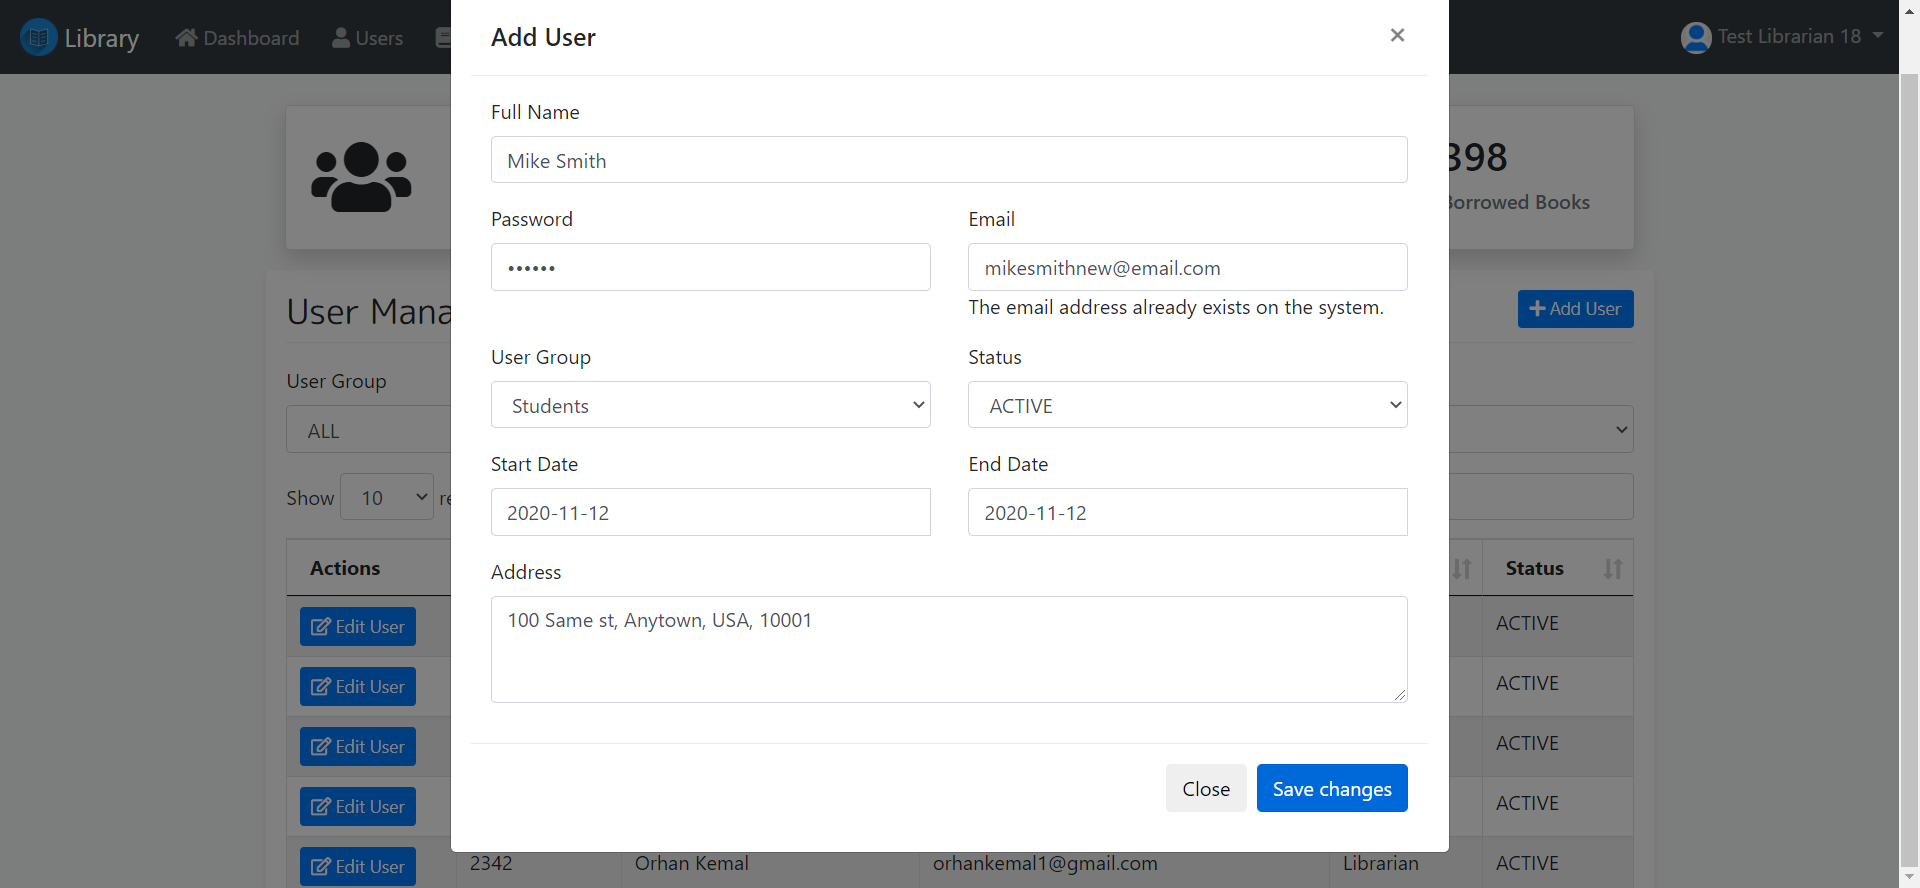 Library
Dashboard
Users
Test Librarian 18
Add User
×
Full Name
Mike Smith
Password
••••••
Email
mikesmithnew@email.com
The email address already exists on the system.
User Group
Students
Status
ACTIVE
Start Date
2020-11-12
End Date
2020-11-12
Address
100 Same st, Anytown, USA, 10001
Close
Save changes
398
Borrowed Books
User Mana
Add User
User Group
ALL
Show 10 re
Actions
Status
Edit User
ACTIVE
Edit User
ACTIVE
Edit User
ACTIVE
Edit User
ACTIVE
Edit User 2342 Orhan Kemal orhankemal1@gmail.com Librarian ACTIVE